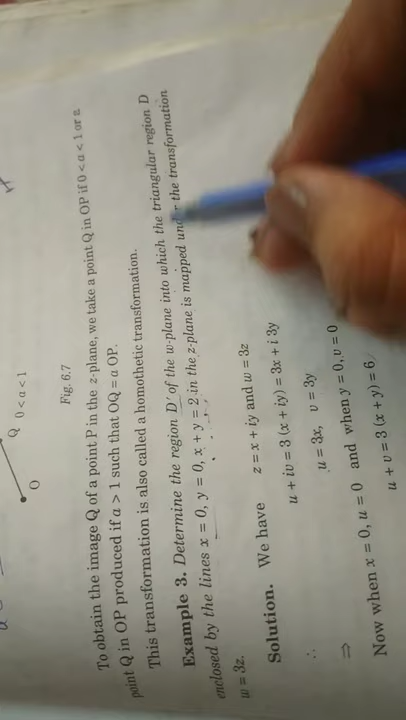 O Q 0 < a < 1
Fig. 6.7
To obtain the image Q of a point P in the z-plane, we take a point Q in OP if 0 < a < 1 or a
point Q in OP produced if a > 1 such that OQ = a OP.
This transformation is also called a homothetic transformation.
Example 3. Determine the region D' of the w-plane into which the triangular region D
enclosed by the lines x = 0, y = 0, x + y = 2 in the z-plane is mapped under the transformation
w = 3z.
Solution. We have z = x + iy and w = 3z
u + iv = 3 (x + iy) = 3x + i 3y
∴ u = 3x, v = 3y
⇒
Now when x = 0, u = 0 and when y = 0, v = 0
u + v = 3 (x + y) = 6